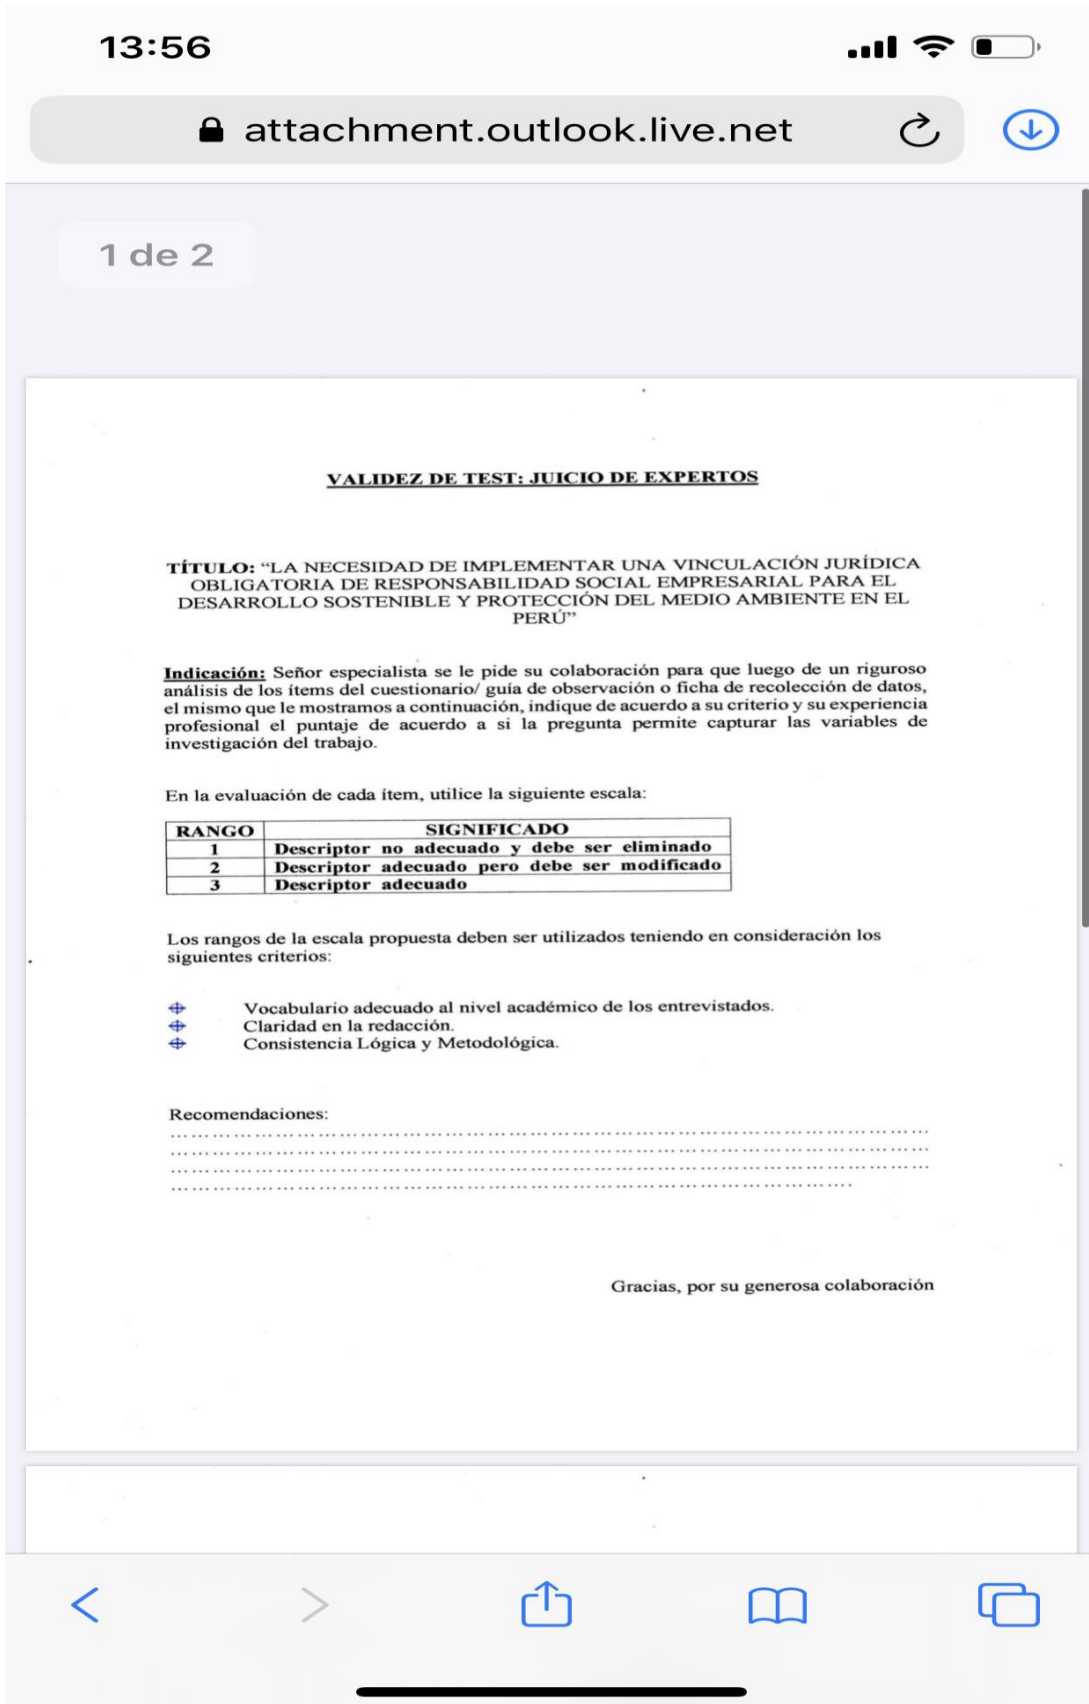 13:56
attachment.outlook.live.net
1 de 2
VALIDEZ DE TEST: JUICIO DE EXPERTOS
TÍTULO: “LA NECESIDAD DE IMPLEMENTAR UNA VINCULACIÓN JURÍDICA
OBLIGATORIA DE RESPONSABILIDAD SOCIAL EMPRESARIAL PARA EL
DESARROLLO SOSTENIBLE Y PROTECCIÓN DEL MEDIO AMBIENTE EN EL
PERÚ”
Indicación: Señor especialista se le pide su colaboración para que luego de un riguroso
análisis de los ítems del cuestionario/ guía de observación o ficha de recolección de datos,
el mismo que le mostramos a continuación, indique de acuerdo a su criterio y su experiencia
profesional el puntaje de acuerdo a si la pregunta permite capturar las variables de
investigación del trabajo.
En la evaluación de cada ítem, utilice la siguiente escala:
RANGO SIGNIFICADO
1 Descriptor no adecuado y debe ser eliminado
2 Descriptor adecuado pero debe ser modificado
3 Descriptor adecuado
Los rangos de la escala propuesta deben ser utilizados teniendo en consideración los
siguientes criterios:
Vocabulario adecuado al nivel académico de los entrevistados.
Claridad en la redacción.
Consistencia Lógica y Metodológica.
Recomendaciones:
Gracias, por su generosa colaboración